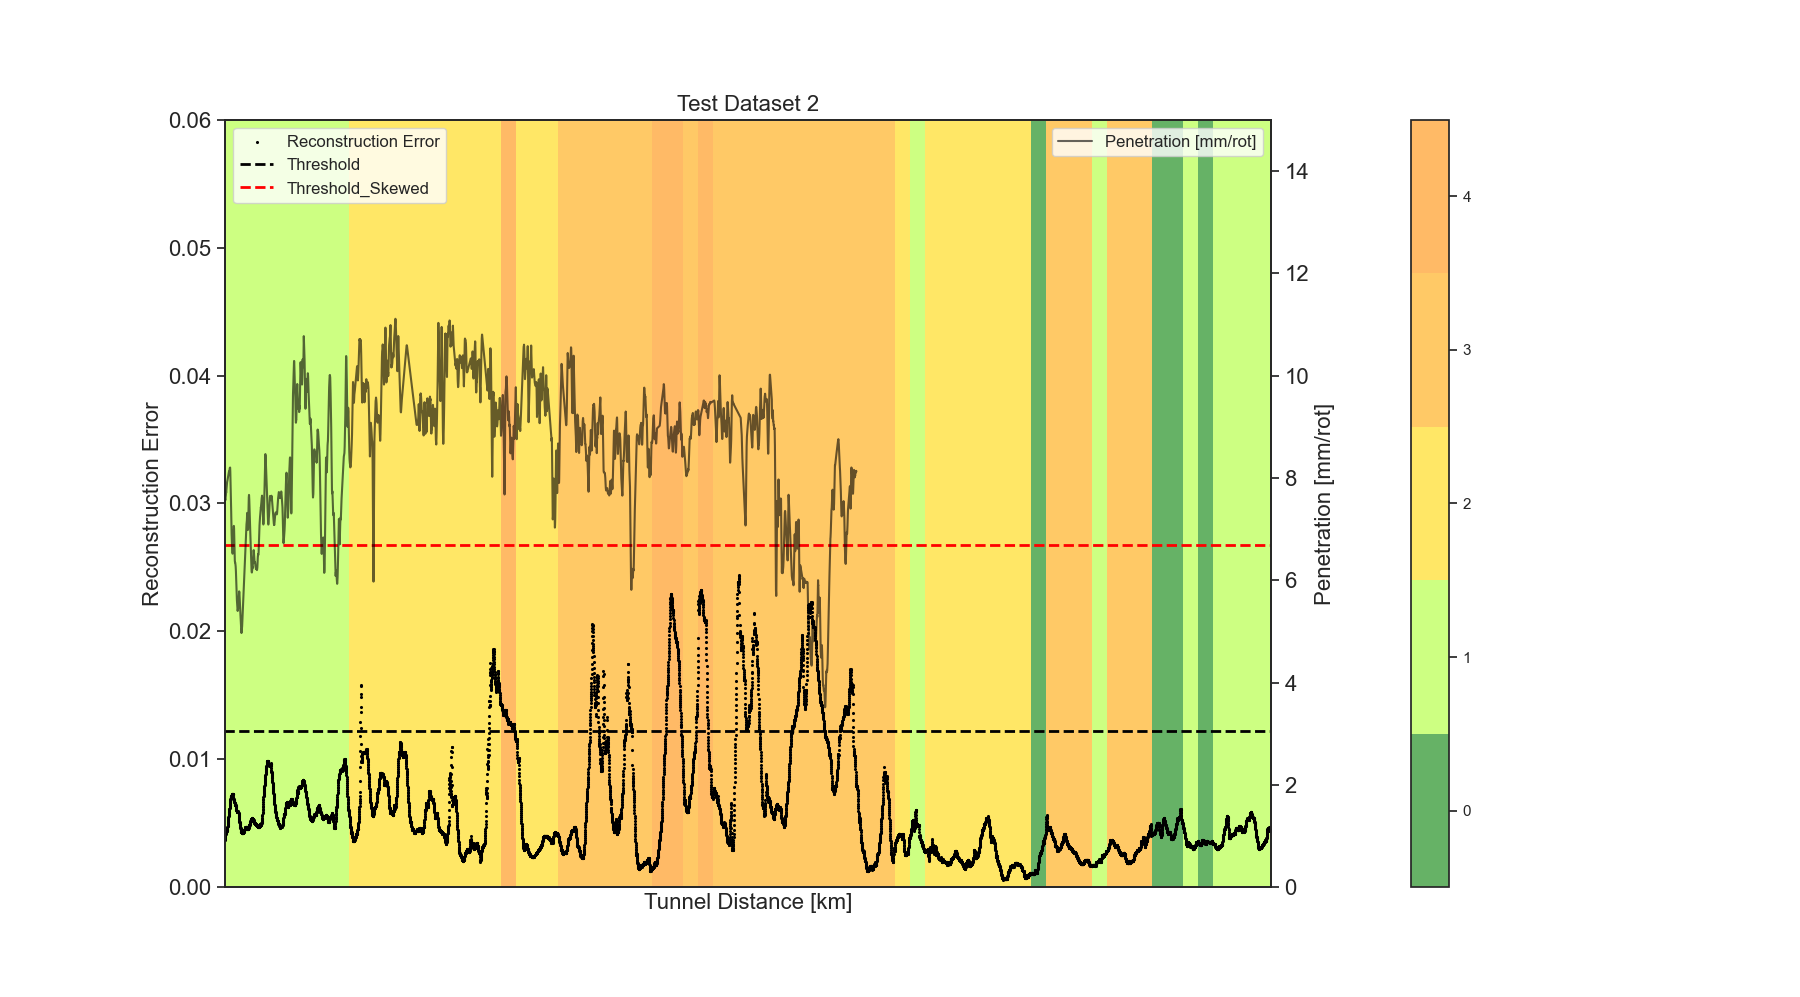 Test Dataset 2
Reconstruction Error
Threshold
Threshold_Skewed
Penetration [mm/rot]
0.06
0.05
0.04
0.03
0.02
0.01
0.00
Reconstruction Error
14
12
10
8
6
4
2
0
Penetration [mm/rot]
4
3
2
1
0
Tunnel Distance [km]